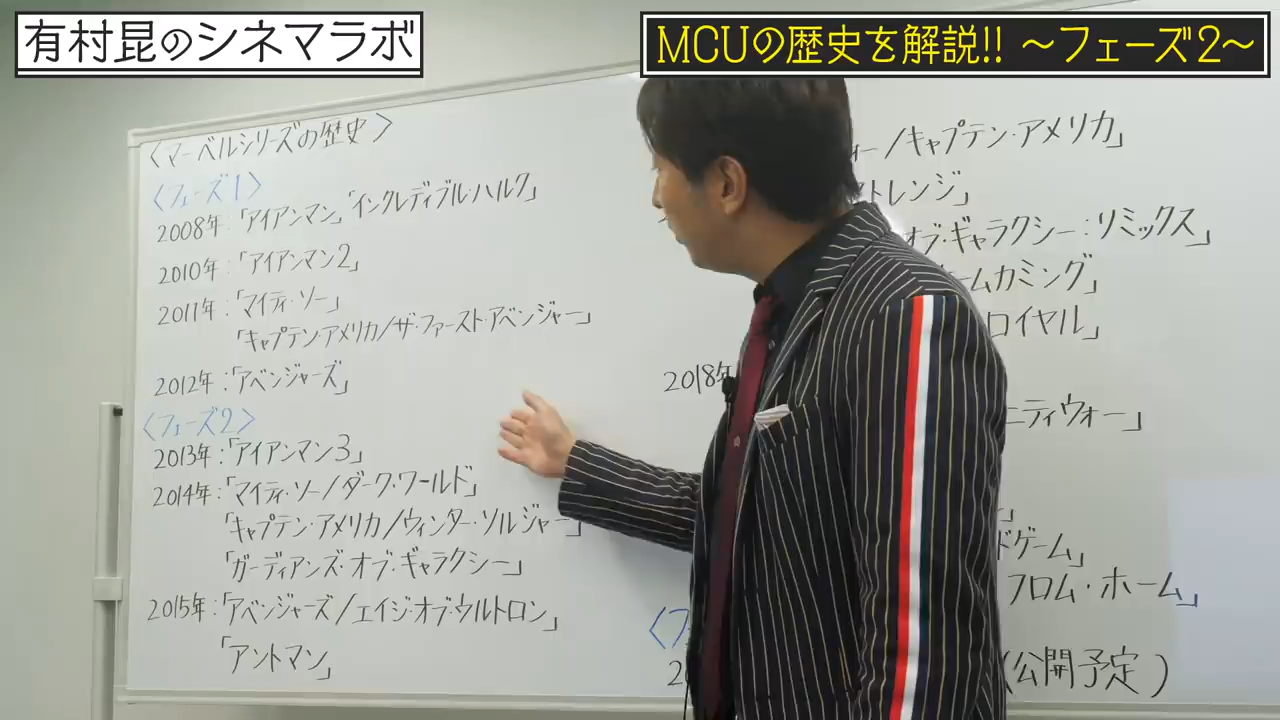 有村昆のシネマラボ
MCUの歴史を解説!! 〜フェーズ2〜
〈マーベルシリーズの歴史〉
〈フェーズ1〉
2008年:「アイアンマン」「インクレディブル・ハルク」
2010年:「アイアンマン2」
2011年:「マイティ・ソー」
「キャプテン・アメリカ/ザ・ファースト・アベンジャー」
2012年:「アベンジャーズ」
〈フェーズ2〉
2013年:「アイアンマン3」
2014年:「マイティ・ソー/ダーク・ワールド」
「キャプテン・アメリカ/ウィンター・ソルジャー」
「ガーディアンズ・オブ・ギャラクシー」
2015年:「アベンジャーズ/エイジ・オブ・ウルトロン」
「アントマン」
ォー/キャプテン・アメリカ」
トレンジ」
オブ・ギャラクシー:リミックス」
ームカミング」
ロイヤル」
2018年
ニティウォー」
ドゲーム」
フロム・ホーム」
〈フ
2
(公開予定)